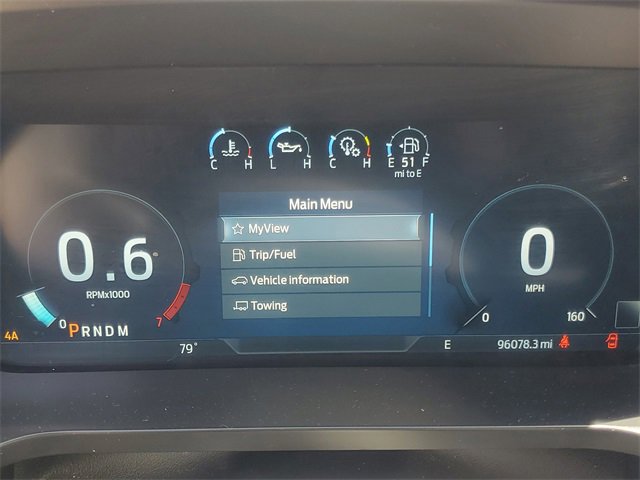 C H
L H
C H
E 51 F
mi to E
Main Menu
MyView
Trip/Fuel
Vehicle information
Towing
0.6
RPMx1000
0 7
PRNDM
4A
79°
0
MPH
0 160
E
96078.3 mi